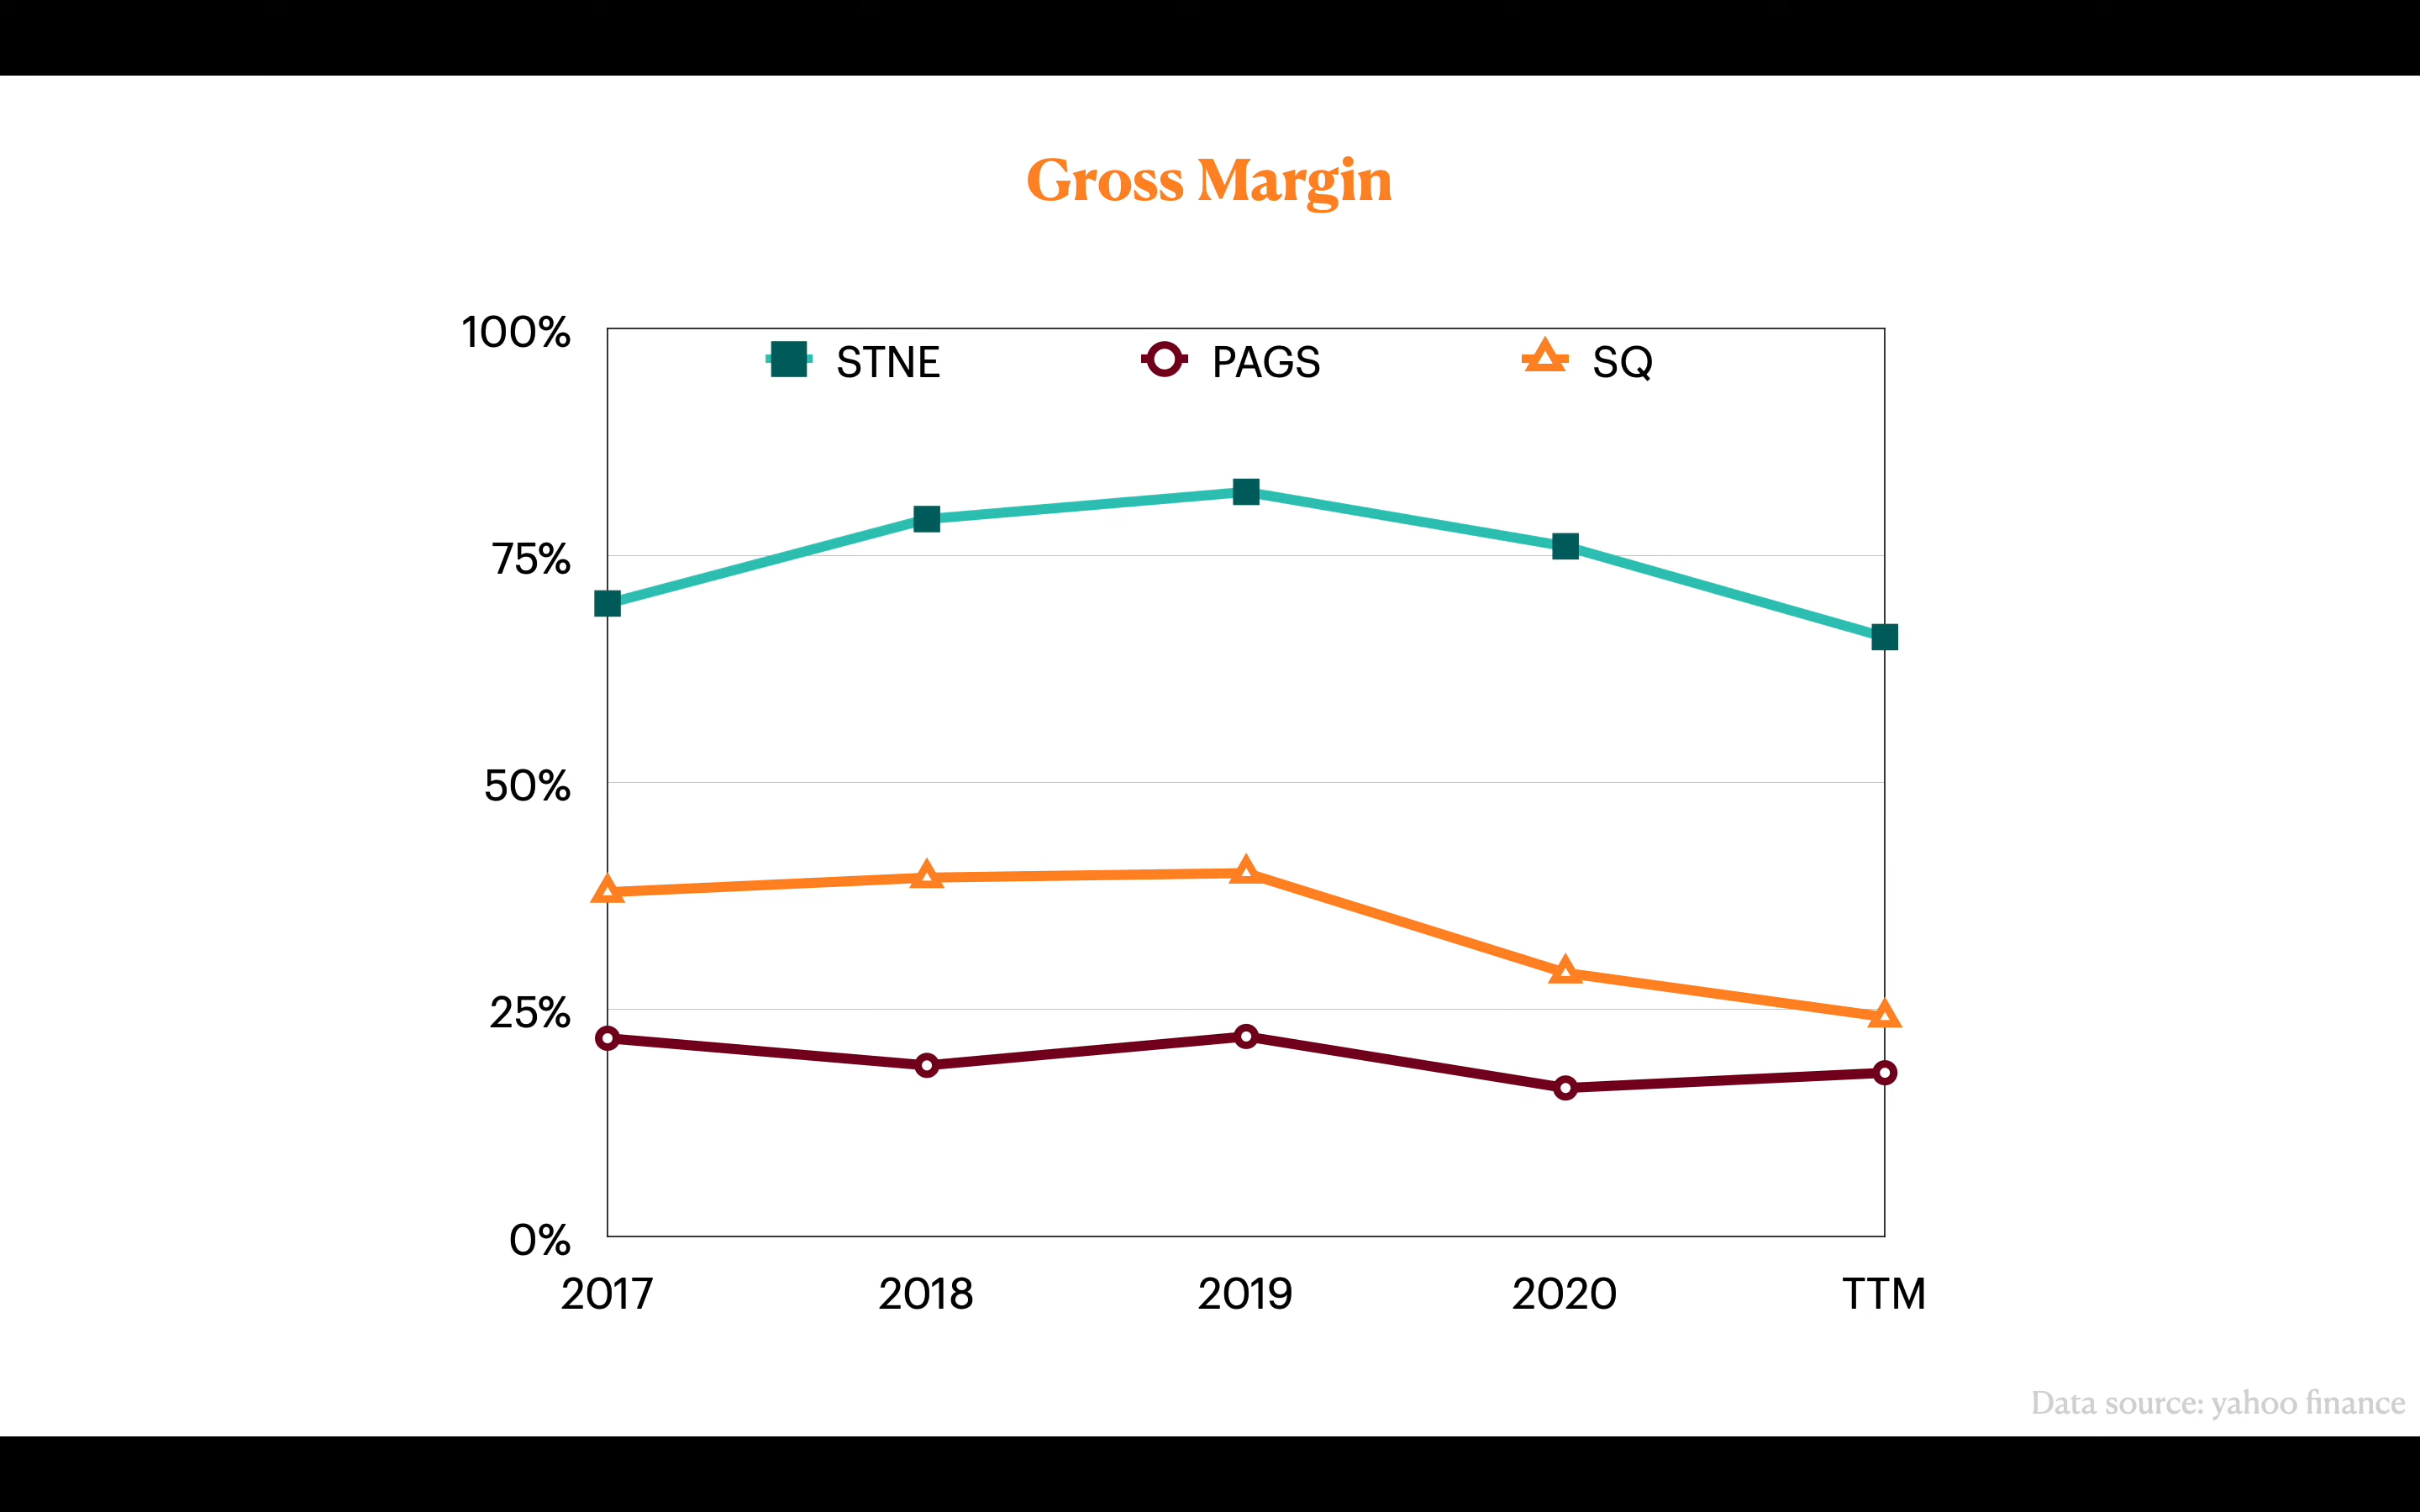 Gross Margin
100%
STNE PAGS SQ
75%
50%
25%
0%
2017 2018 2019 2020 TTM
Data source: yahoo finance